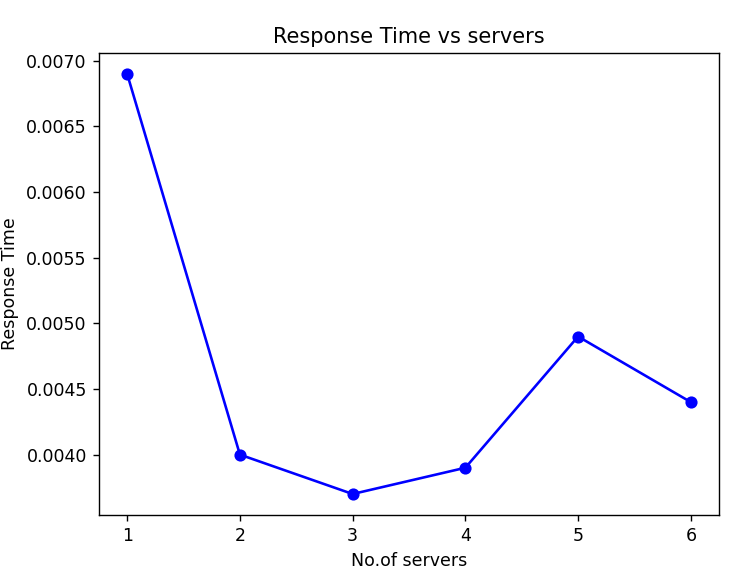 Response Time vs servers
0.0070
0.0065
0.0060
0.0055
0.0050
0.0045
0.0040
Response Time
1 2 3 4 5 6
No.of servers